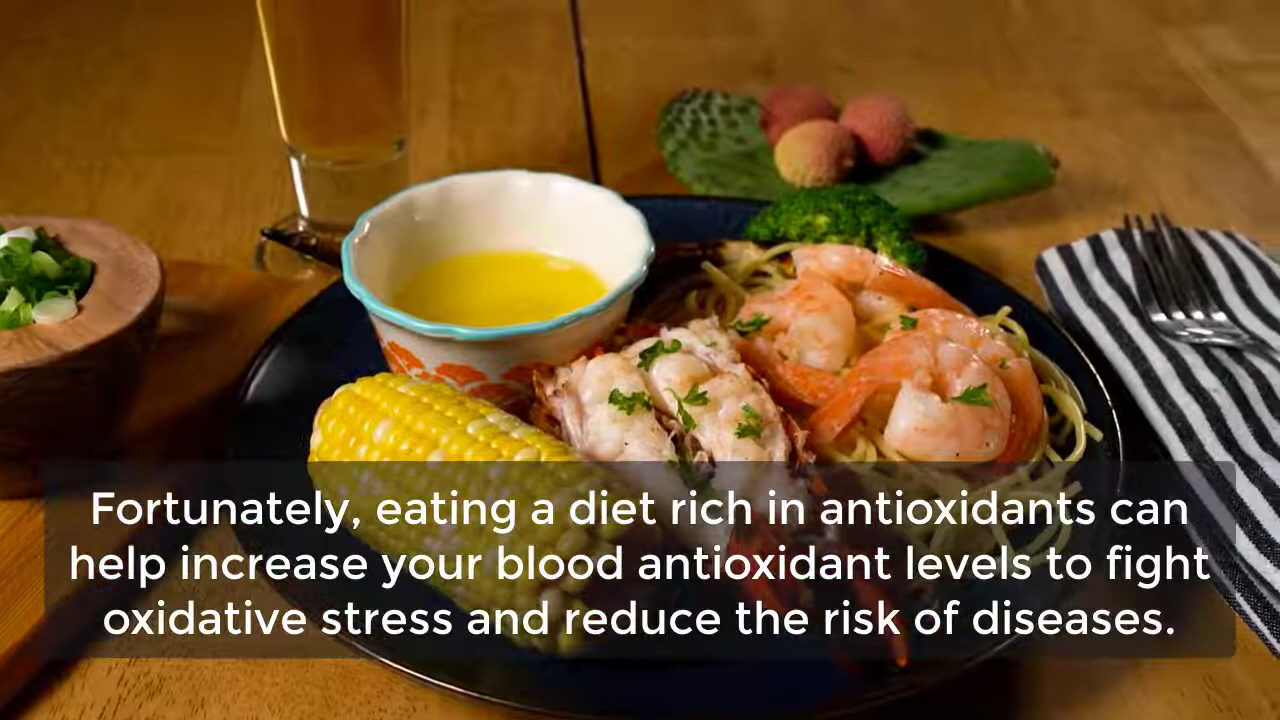 Fortunately, eating a diet rich in antioxidants can
help increase your blood antioxidant levels to fight
oxidative stress and reduce the risk of diseases.